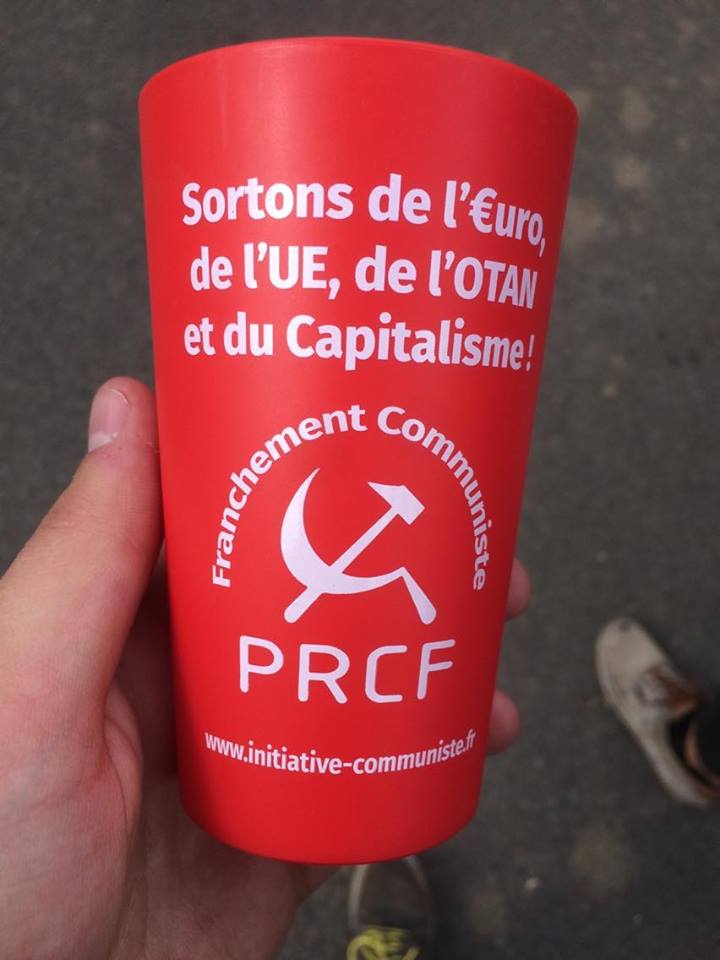 Sortons de l'€uro,
de l'UE, de l'OTAN
et du Capitalisme!
Franchement Communiste
PRCF
www.initiative-communiste.fr